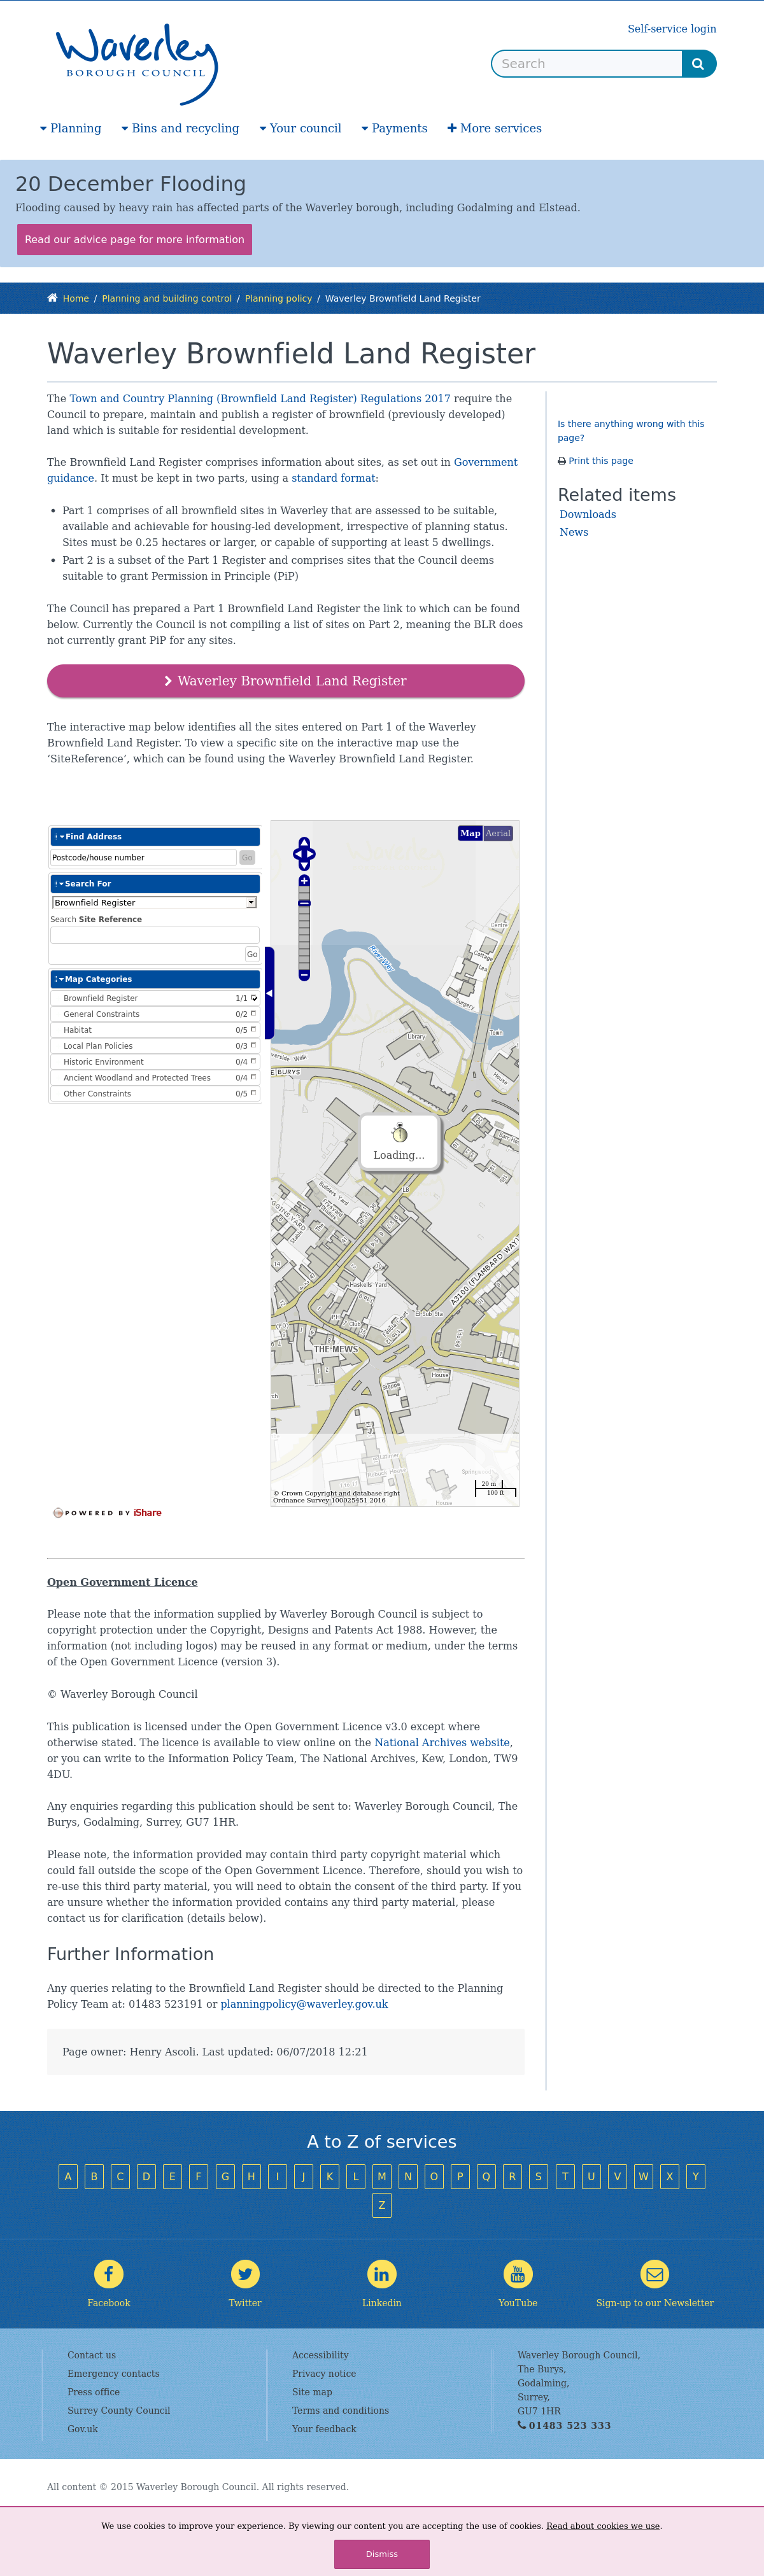 Waverley
BOROUGH COUNCIL
Self-service login
Search
Planning
Bins and recycling
Your council
Payments
More services
20 December Flooding
Flooding caused by heavy rain has affected parts of the Waverley borough, including Godalming and Elstead.
Read our advice page for more information
Home / Planning and building control / Planning policy / Waverley Brownfield Land Register
Waverley Brownfield Land Register
The Town and Country Planning (Brownfield Land Register) Regulations 2017 require the
Council to prepare, maintain and publish a register of brownfield (previously developed)
land which is suitable for residential development.
The Brownfield Land Register comprises information about sites, as set out in Government
guidance. It must be kept in two parts, using a standard format:
• Part 1 comprises of all brownfield sites in Waverley that are assessed to be suitable,
available and achievable for housing-led development, irrespective of planning status.
Sites must be 0.25 hectares or larger, or capable of supporting at least 5 dwellings.
• Part 2 is a subset of the Part 1 Register and comprises sites that the Council deems
suitable to grant Permission in Principle (PiP)
The Council has prepared a Part 1 Brownfield Land Register the link to which can be found
below. Currently the Council is not compiling a list of sites on Part 2, meaning the BLR does
not currently grant PiP for any sites.
Waverley Brownfield Land Register
The interactive map below identifies all the sites entered on Part 1 of the Waverley
Brownfield Land Register. To view a specific site on the interactive map use the
‘SiteReference’, which can be found using the Waverley Brownfield Land Register.
Is there anything wrong with this
page?
Print this page
Related items
Downloads
News
Find Address
Postcode/house number
Go
Search For
Brownfield Register
Search Site Reference
Go
Map Categories
Brownfield Register 1/1
General Constraints 0/2
Habitat 0/5
Local Plan Policies 0/3
Historic Environment 0/4
Ancient Woodland and Protected Trees 0/4
Other Constraints 0/5
Map Aerial
Centre
River Wey
Cottage
Lea
Surgery
Library
Town
House
E BURYS
Loading...
Builders' Yard
LB
Haskells' Yard
A3100 (FLAMBARD WAY)
El Sub Sta
PH
Club
THE MEWS
House
Steppe
House
20 m
100 ft
© Crown Copyright and database right
Ordnance Survey 100025451 2016
POWERED BY iShare
Open Government Licence
Please note that the information supplied by Waverley Borough Council is subject to
copyright protection under the Copyright, Designs and Patents Act 1988. However, the
information (not including logos) may be reused in any format or medium, under the terms
of the Open Government Licence (version 3).
© Waverley Borough Council
This publication is licensed under the Open Government Licence v3.0 except where
otherwise stated. The licence is available to view online on the National Archives website,
or you can write to the Information Policy Team, The National Archives, Kew, London, TW9
4DU.
Any enquiries regarding this publication should be sent to: Waverley Borough Council, The
Burys, Godalming, Surrey, GU7 1HR.
Please note, the information provided may contain third party copyright material which
could fall outside the scope of the Open Government Licence. Therefore, should you wish to
re-use this third party material, you will need to obtain the consent of the third party. If you
are unsure whether the information provided contains any third party material, please
contact us for clarification (details below).
Further Information
Any queries relating to the Brownfield Land Register should be directed to the Planning
Policy Team at: 01483 523191 or planningpolicy@waverley.gov.uk
Page owner: Henry Ascoli. Last updated: 06/07/2018 12:21
A to Z of services
A B C D E F G H I J K L M N O P Q R S T U V W X Y
Z
Facebook
Twitter
Linkedin
YouTube
Sign-up to our Newsletter
Contact us
Emergency contacts
Press office
Surrey County Council
Gov.uk
Accessibility
Privacy notice
Site map
Terms and conditions
Your feedback
Waverley Borough Council,
The Burys,
Godalming,
Surrey,
GU7 1HR
01483 523 333
All content © 2015 Waverley Borough Council. All rights reserved.
We use cookies to improve your experience. By viewing our content you are accepting the use of cookies. Read about cookies we use.
Dismiss